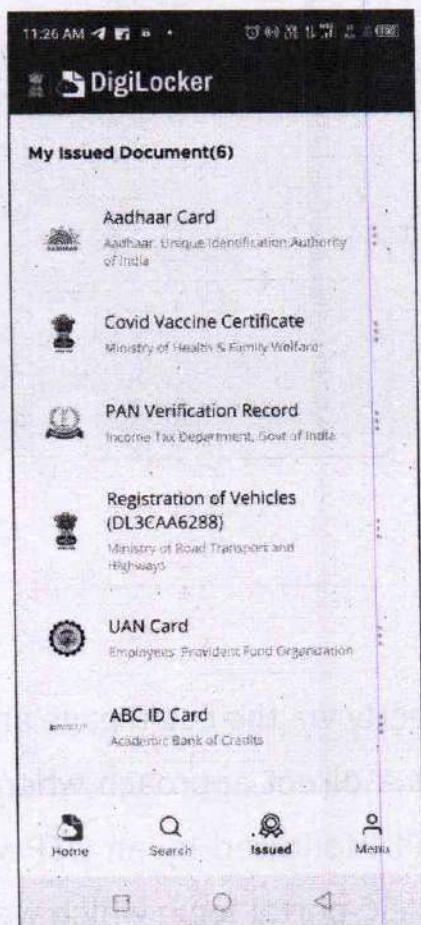 11:26 AM
DigiLocker
My Issued Document(6)
Aadhaar Card
Aadhaar, Unique Identification Authority
of India
Covid Vaccine Certificate
Ministry of Health & Family Welfare
PAN Verification Record
Income Tax Department, Govt of India
Registration of Vehicles
(DL3CAA6288)
Ministry of Road Transport and
Highways
UAN Card
Employees' Provident Fund Organization
ABC ID Card
Academic Bank of Credits
Home Search Issued Menu